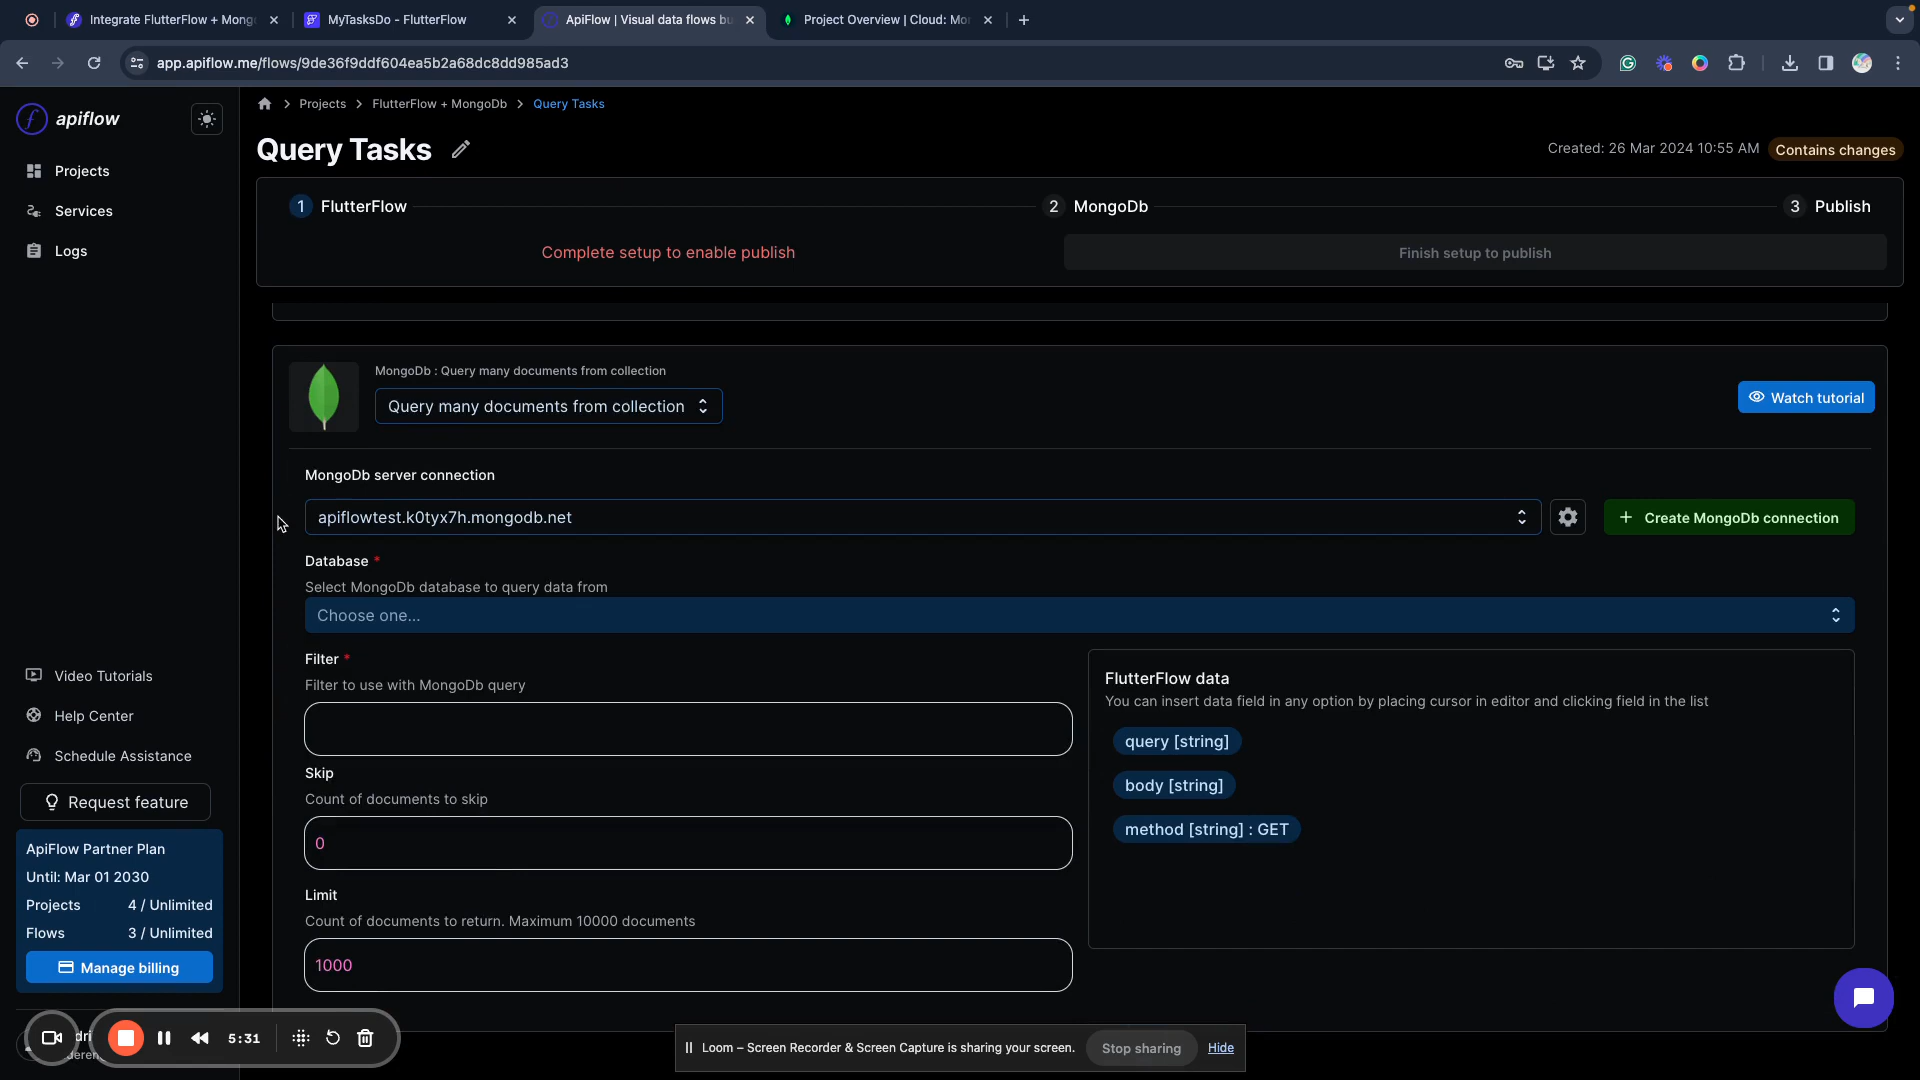 Integrate FlutterFlow + Mong
MyTasksDo - FlutterFlow
ApiFlow | Visual data flows bu
Project Overview | Cloud: Mon
app.apiflow.me/flows/9de36f9ddf604ea5b2a68dc8dd985ad3
apiflow
Projects
Services
Logs
Video Tutorials
Help Center
Schedule Assistance
Request feature
ApiFlow Partner Plan
Until: Mar 01 2030
Projects 4 / Unlimited
Flows 3 / Unlimited
Manage billing
5:31
Projects > FlutterFlow + MongoDb > Query Tasks
Query Tasks
Created: 26 Mar 2024 10:55 AM
Contains changes
1 FlutterFlow
2 MongoDb
3 Publish
Complete setup to enable publish
Finish setup to publish
MongoDb : Query many documents from collection
Query many documents from collection
Watch tutorial
MongoDb server connection
apiflowtest.k0tyx7h.mongodb.net
+ Create MongoDb connection
Database *
Select MongoDb database to query data from
Choose one...
Filter *
Filter to use with MongoDb query
Skip
Count of documents to skip
0
Limit
Count of documents to return. Maximum 10000 documents
1000
FlutterFlow data
You can insert data field in any option by placing cursor in editor and clicking field in the list
query [string]
body [string]
method [string] : GET
Loom – Screen Recorder & Screen Capture is sharing your screen.
Stop sharing
Hide